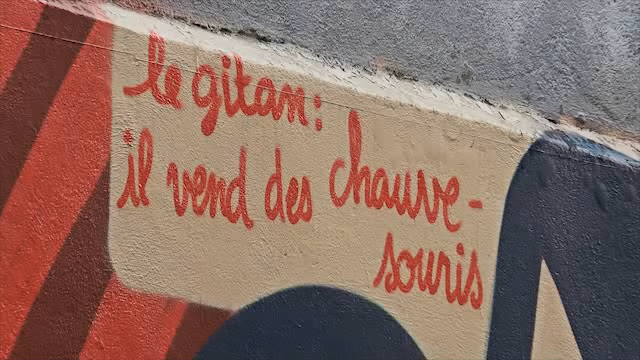 le gitan:
il vend des chauve-
souris